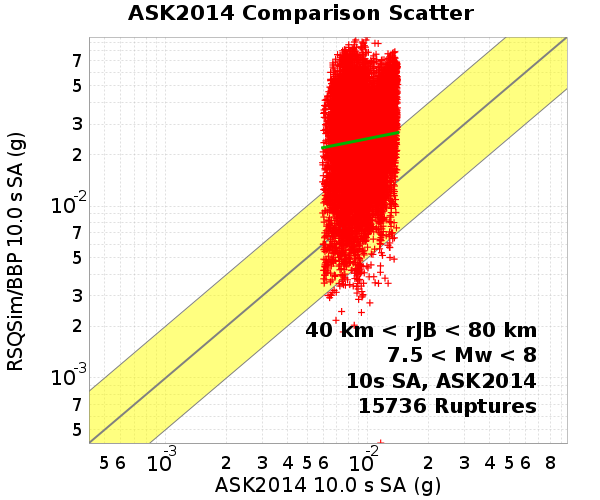 ASK2014 Comparison Scatter
RSQSim/BBP 10.0 s SA (g)
7
5
3
2
10-2
7
5
3
2
10-3
7
5
40 km < rJB < 80 km
7.5 < Mw < 8
10s SA, ASK2014
15736 Ruptures
5 6 10-3 2 3 4 5 6 10-2 2 3 4 5 6 8
ASK2014 10.0 s SA (g)